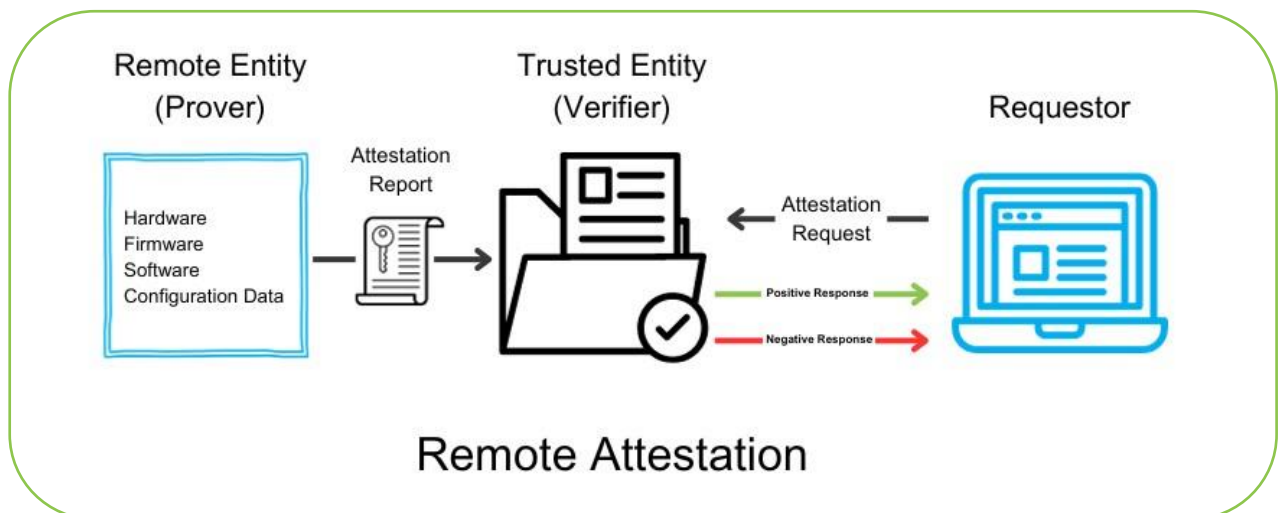 Remote Entity
(Prover)
Trusted Entity
(Verifier)
Requestor
Attestation
Report
Hardware
Firmware
Software
Configuration Data
Attestation
Request
Positive Response
Negative Response
Remote Attestation